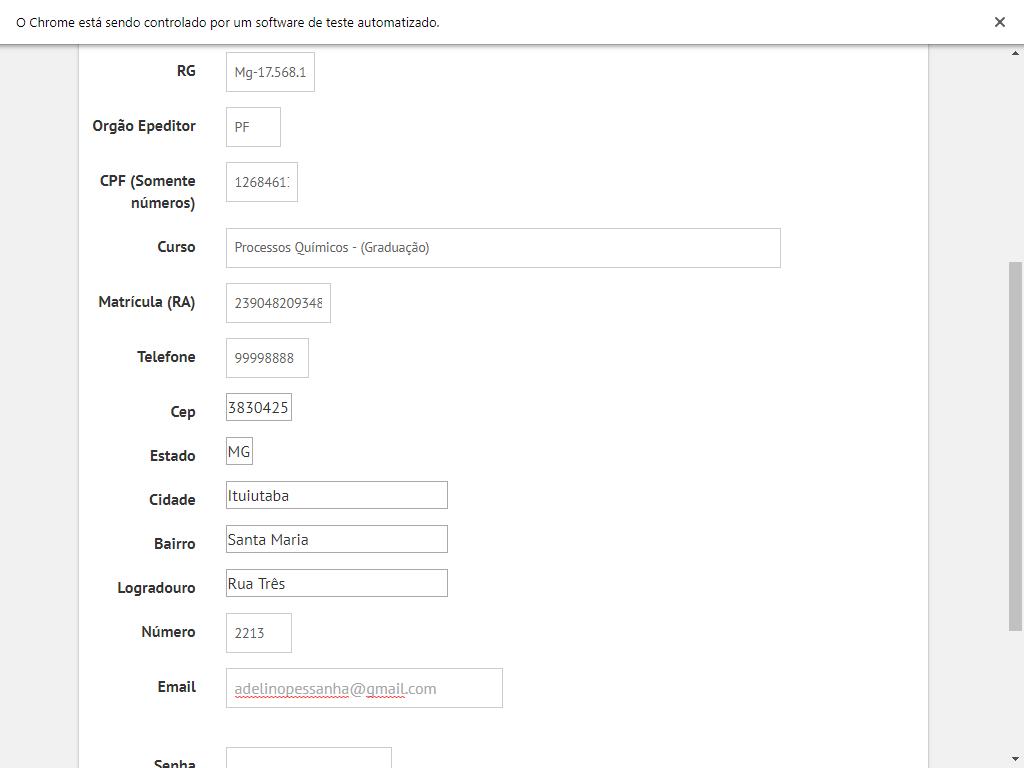 O Chrome está sendo controlado por um software de teste automatizado.
RG Mg-17.568.1
Orgão Epeditor PF
CPF (Somente
números) 1268461
Curso Processos Químicos - (Graduação)
Matrícula (RA) 239048209348
Telefone 99998888
Cep 3830425
Estado MG
Cidade Ituiutaba
Bairro Santa Maria
Logradouro Rua Três
Número 2213
Email adelinopessanha@gmail.com
Senha